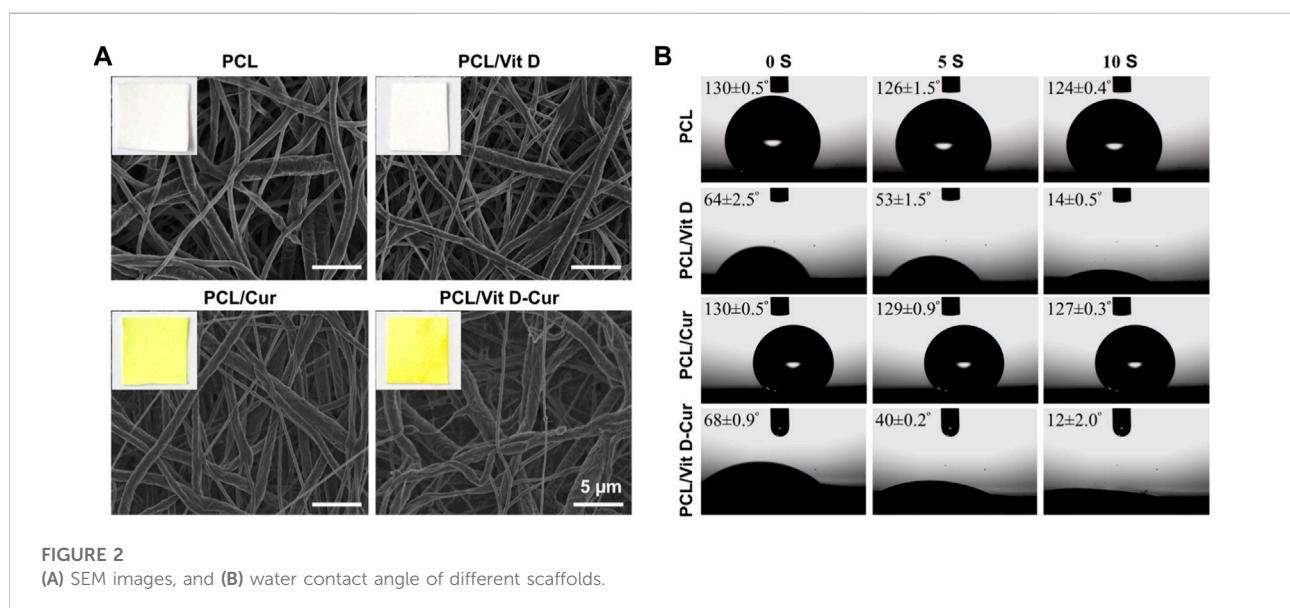 A
PCL
PCL/Vit D
PCL/Cur
PCL/Vit D-Cur
5 μm
B
0 S
5 S
10 S
PCL
130±0.5°
126±1.5°
124±0.4°
PCL/Vit D
64±2.5°
53±1.5°
14±0.5°
PCL/Cur
130±0.5°
129±0.9°
127±0.3°
PCL/Vit D-Cur
68±0.9°
40±0.2°
12±2.0°
FIGURE 2
(A) SEM images, and (B) water contact angle of different scaffolds.